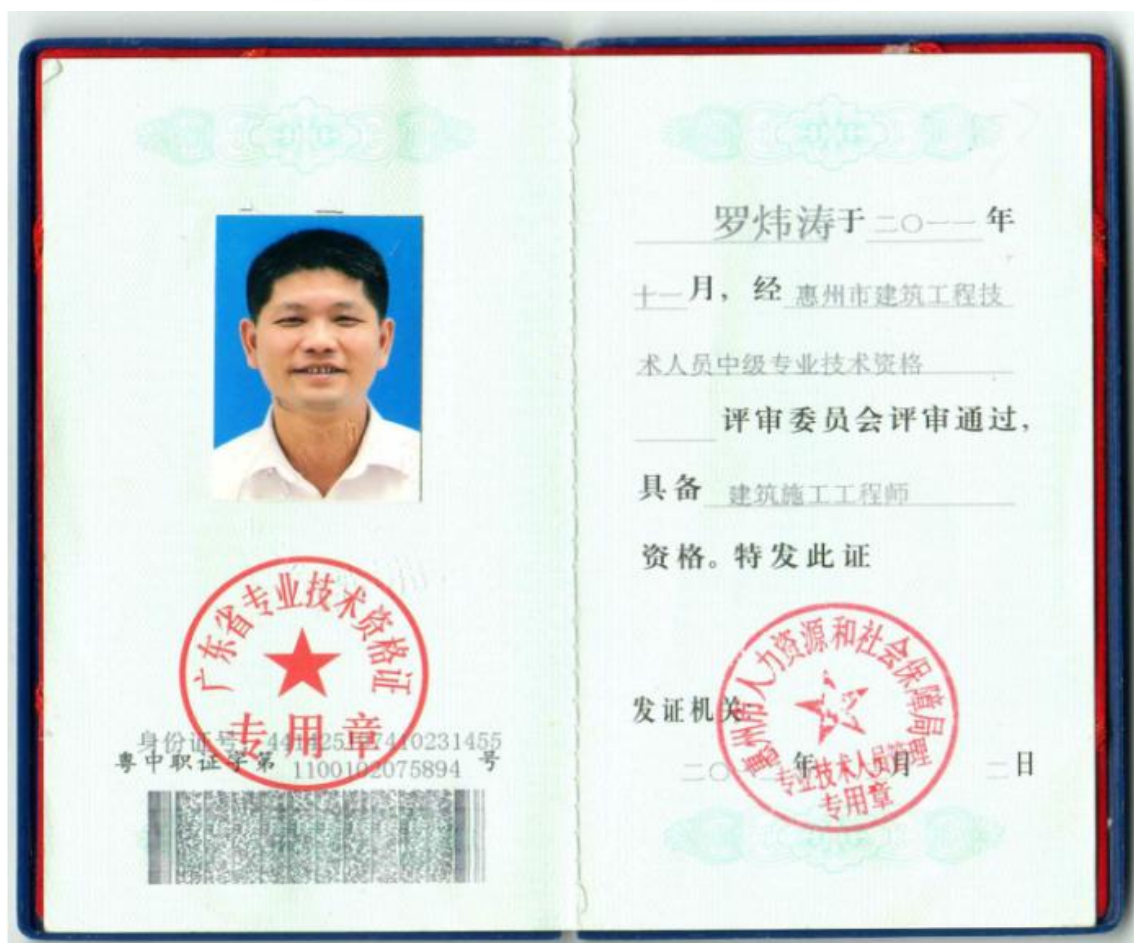 广东省专业技术资格证
专用章
身份证号
粤中职证字第 1100102075894 号
罗炜涛于二〇一一年
十一月，经 惠州市建筑工程技
术人员中级专业技术资格
评审委员会评审通过，
具备 建筑施工工程师
资格。特发此证
惠州市人力资源和社会保障局
专业技术人员管理
专用章
发证机关
年 月 二日